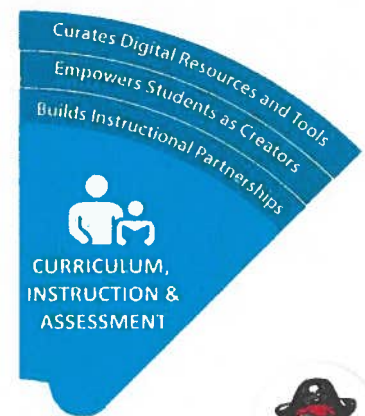 Curates Digital Resources and Tools
Empowers Students as Creators
Builds Instructional Partnerships
CURRICULUM,
INSTRUCTION &
ASSESSMENT